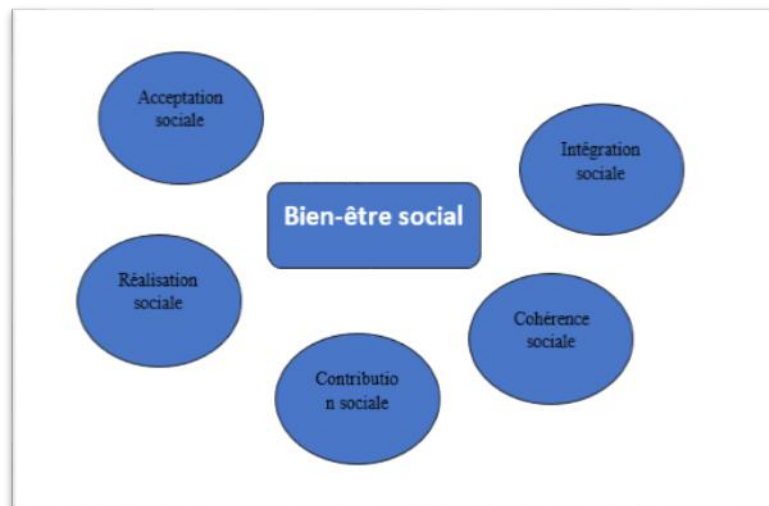 Acceptation
sociale
Intégration
sociale
Bien-être social
Réalisation
sociale
Cohérence
sociale
Contributio
n sociale